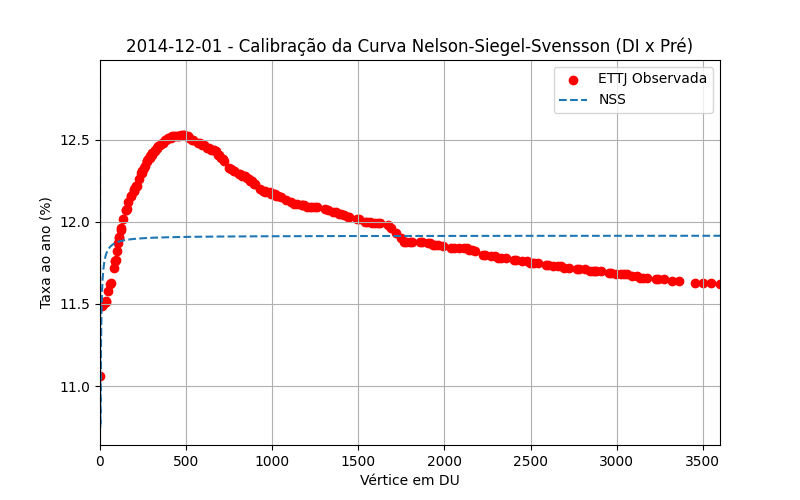 2014-12-01 - Calibração da Curva Nelson-Siegel-Svensson (DI x Pré)
ETTJ Observada
NSS
Taxa ao ano (%)
12.5
12.0
11.5
11.0
0 500 1000 1500 2000 2500 3000 3500
Vértice em DU